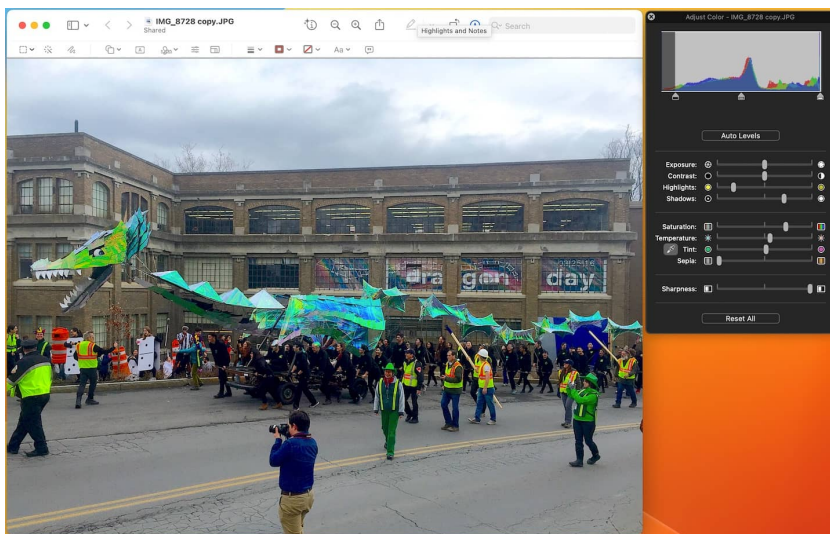 IMG_8728 copy.JPG
Shared
Search
Highlights and Notes
A
Aa
dragon day!
Adjust Color - IMG_8728 copy.JPG
Auto Levels
Exposure:
Contrast:
Highlights:
Shadows:
Saturation:
Temperature:
Tint:
Sepia:
Sharpness:
Reset All